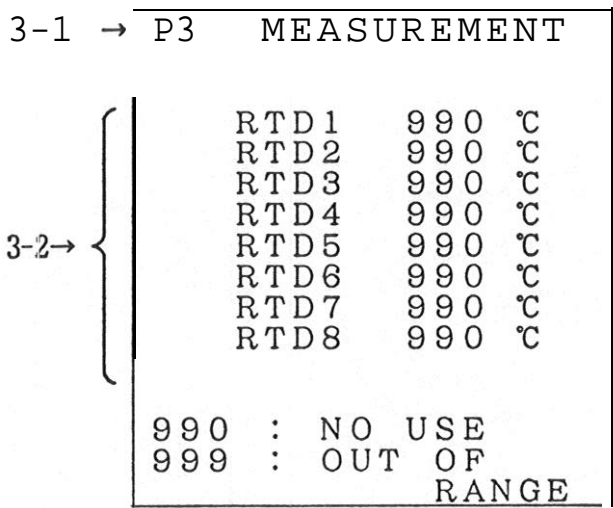 3-1 → P3 MEASUREMENT
RTD1 990 ℃
RTD2 990 ℃
RTD3 990 ℃
RTD4 990 ℃
3-2→ RTD5 990 ℃
RTD6 990 ℃
RTD7 990 ℃
RTD8 990 ℃
990 : NO USE
999 : OUT OF
RANGE